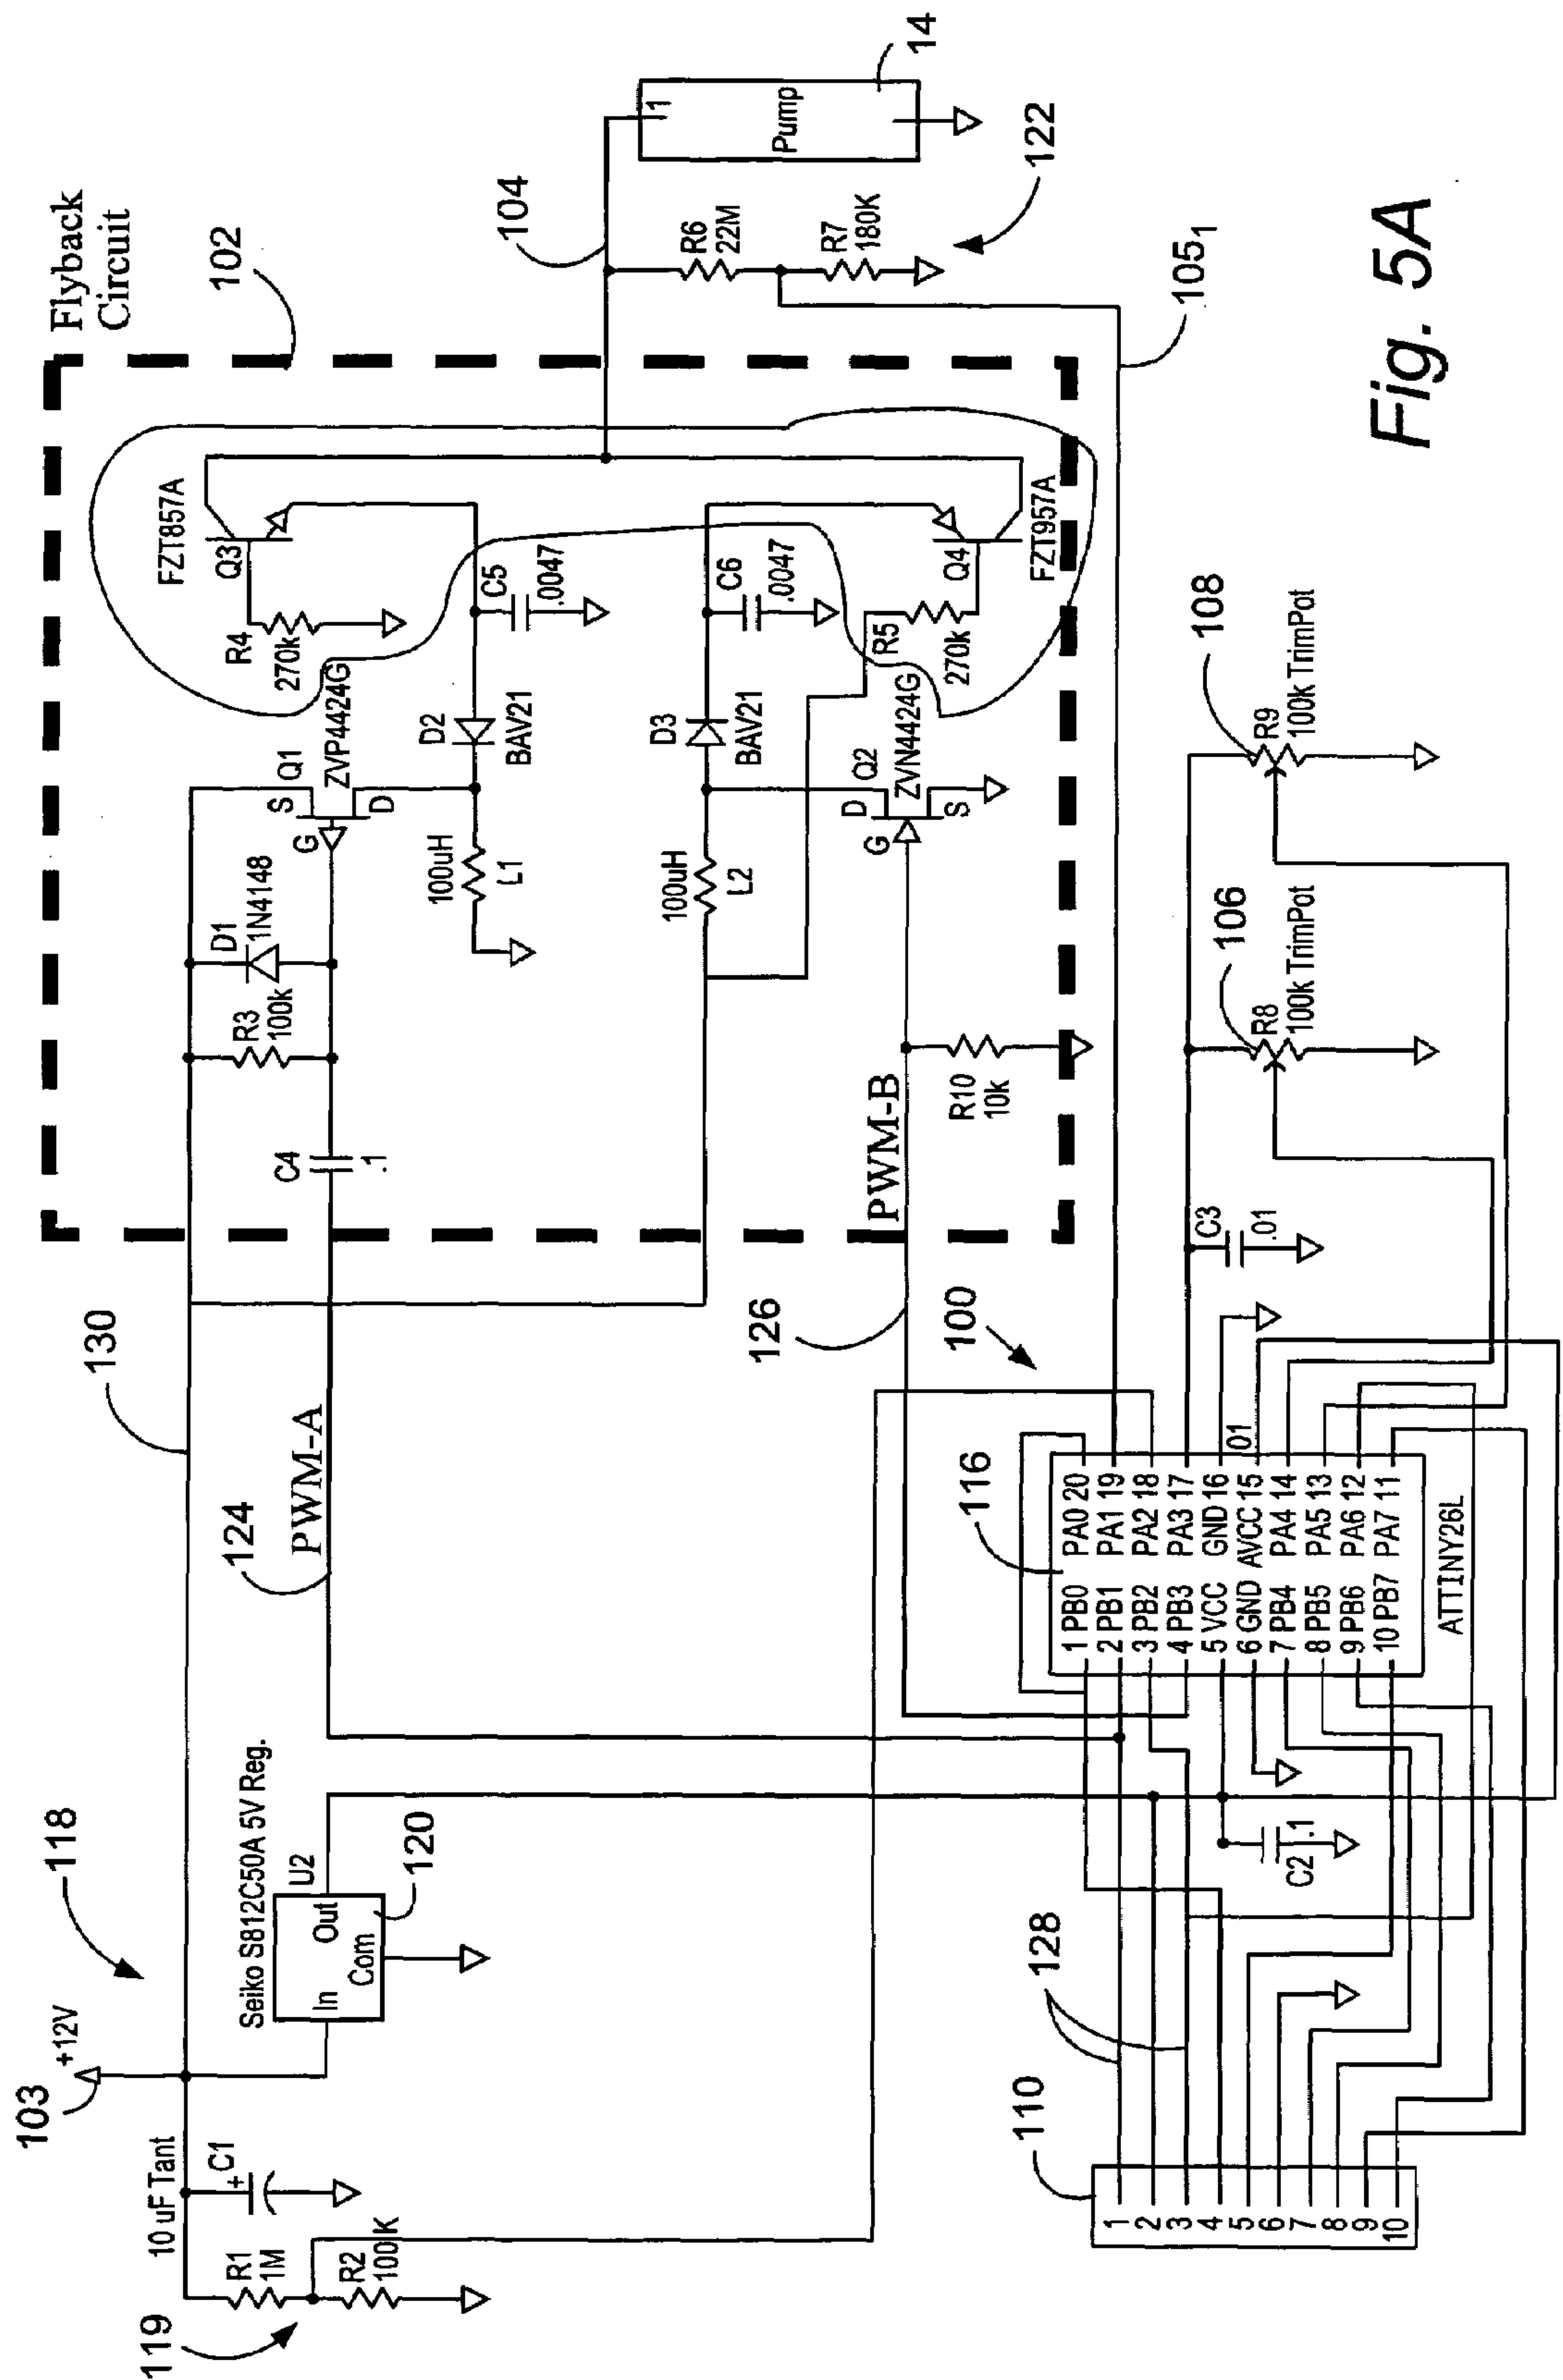 Flyback
Circuit
102
104
14
1
Pump
R6
22M
R7
180K
122
105₁
FZT857A
Q3
R4
270k
C5
.0047
C6
.0047
Q4
FZT957A
R5
270k
S
Q1
ZVP4424G
G
D
D2
BAV21
D3
BAV21
D
Q2
ZVN4424G
G
S
D1
1N4148
R3
100k
C4
.1
100uH
L1
100uH
L2
PWM-B
R10
10k
130
PWM-A
124
126
118
103
+12V
10 uF Tant
+
C1
R1
1M
R2
100K
119
Seiko S812C50A 5V Reg.
U2
In
Out
Com
120
100
116
1 PB0 PA0 20
2 PB1 PA1 19
3 PB2 PA2 18
4 PB3 PA3 17
5 VCC GND 16
6 GND AVCC 15
7 PB4 PA4 14
8 PB5 PA5 13
9 PB6 PA6 12
10 PB7 PA7 11
ATTINY26L
01
C3
.01
106
R8
100k TrimPot
108
R9
100k TrimPot
C2
.1
128
110
1
2
3
4
5
6
7
8
9
10
Fig. 5A